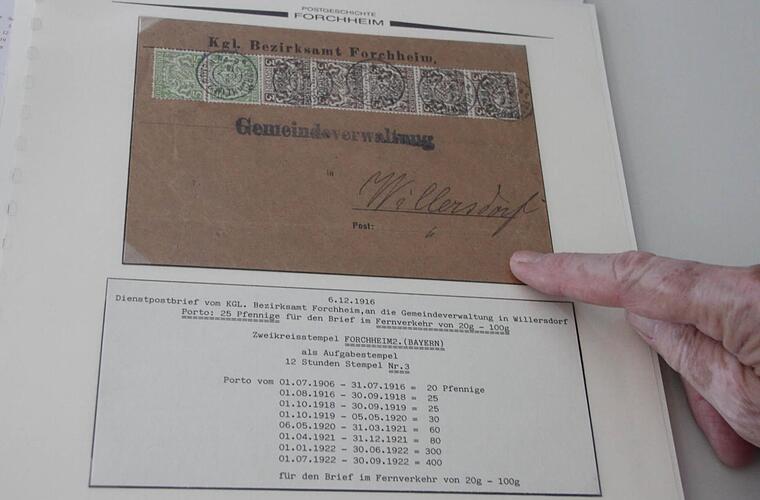 POSTGESCHICHTE
FORCHHEIM
Kgl. Bezirksamt Forchheim,
Gemeindeverwaltung
in
Willersdorf
Post:
6.12.1916
Dienstpostbrief vom KGL. Bezirksamt Forchheim,an die Gemeindeverwaltung in Willersdorf
Porto: 25 Pfennige für den Brief im Fernverkehr von 20g - 100g
Zweikreisstempel FORCHHEIM2.(BAYERN)
als Aufgabestempel
12 Stunden Stempel Nr.3
Porto vom 01.07.1906 - 31.07.1916 = 20 Pfennige
01.08.1916 - 30.09.1918 = 25
01.10.1918 - 30.09.1919 = 25
01.10.1919 - 05.05.1920 = 30
06.05.1920 - 31.03.1921 = 60
01.04.1921 - 31.12.1921 = 80
01.01.1922 - 30.06.1922 = 300
01.07.1922 - 30.09.1922 = 400
für den Brief im Fernverkehr von 20g - 100g